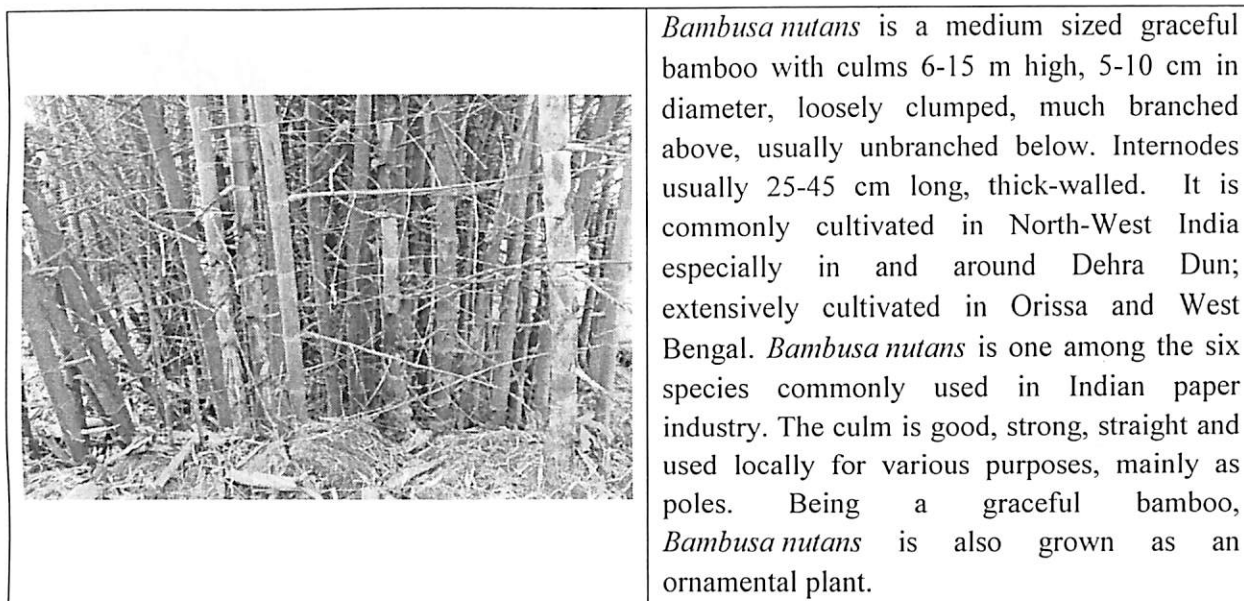 Bambusa nutans is a medium sized graceful
bamboo with culms 6-15 m high, 5-10 cm in
diameter, loosely clumped, much branched
above, usually unbranched below. Internodes
usually 25-45 cm long, thick-walled. It is
commonly cultivated in North-West India
especially in and around Dehra Dun;
extensively cultivated in Orissa and West
Bengal. Bambusa nutans is one among the six
species commonly used in Indian paper
industry. The culm is good, strong, straight and
used locally for various purposes, mainly as
poles. Being a graceful bamboo,
Bambusa nutans is also grown as an
ornamental plant.